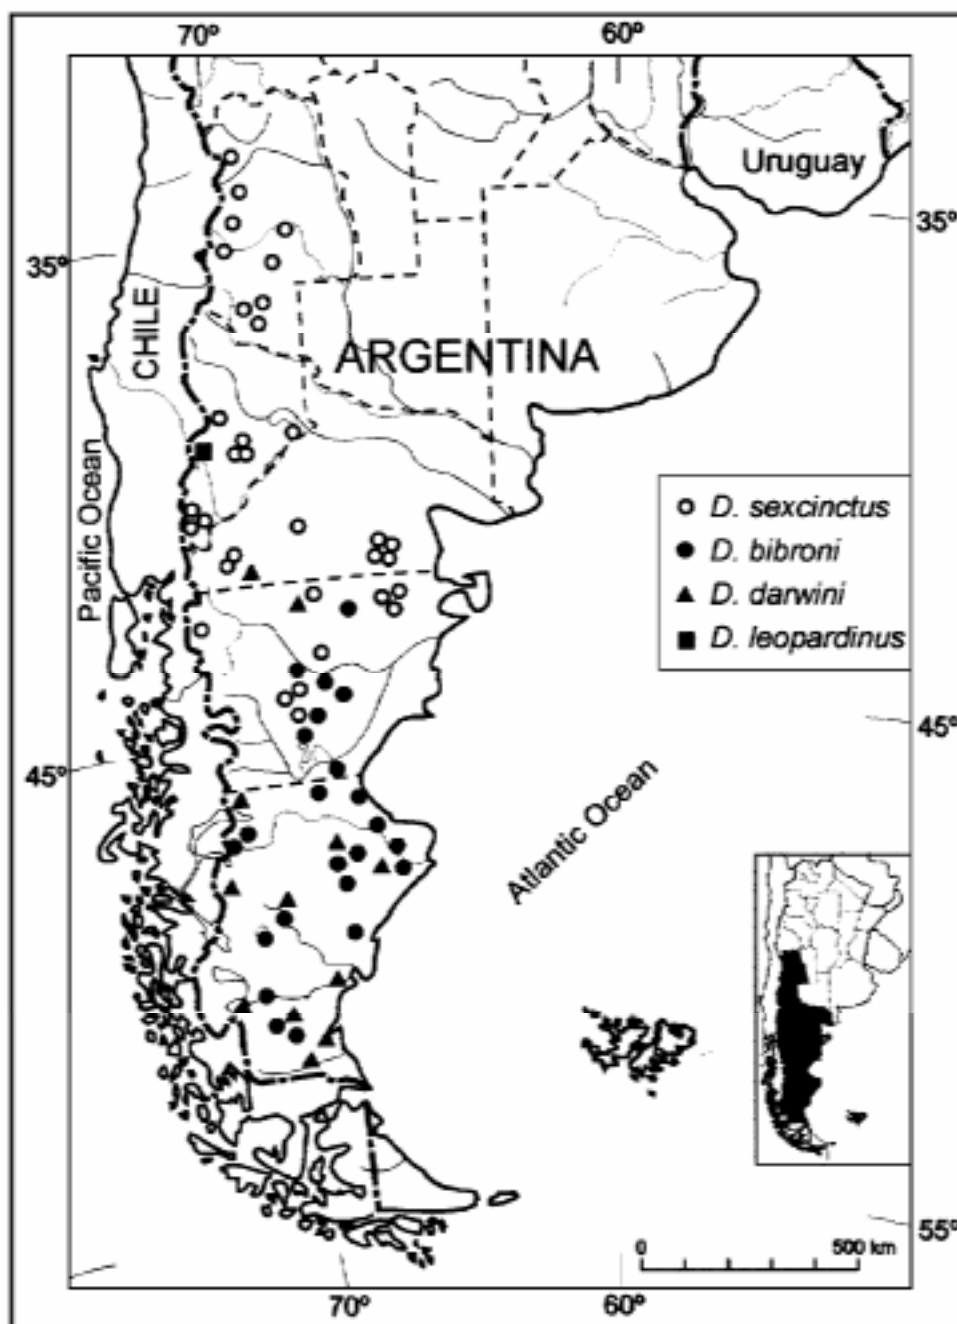 70º 60º
Uruguay
35º
35º
CHILE
ARGENTINA
Pacific Ocean
D. sexcinctus
D. bibroni
D. darwini
D. leopardinus
45º
45º
Atlantic Ocean
55º
0 500 km
70º 60º